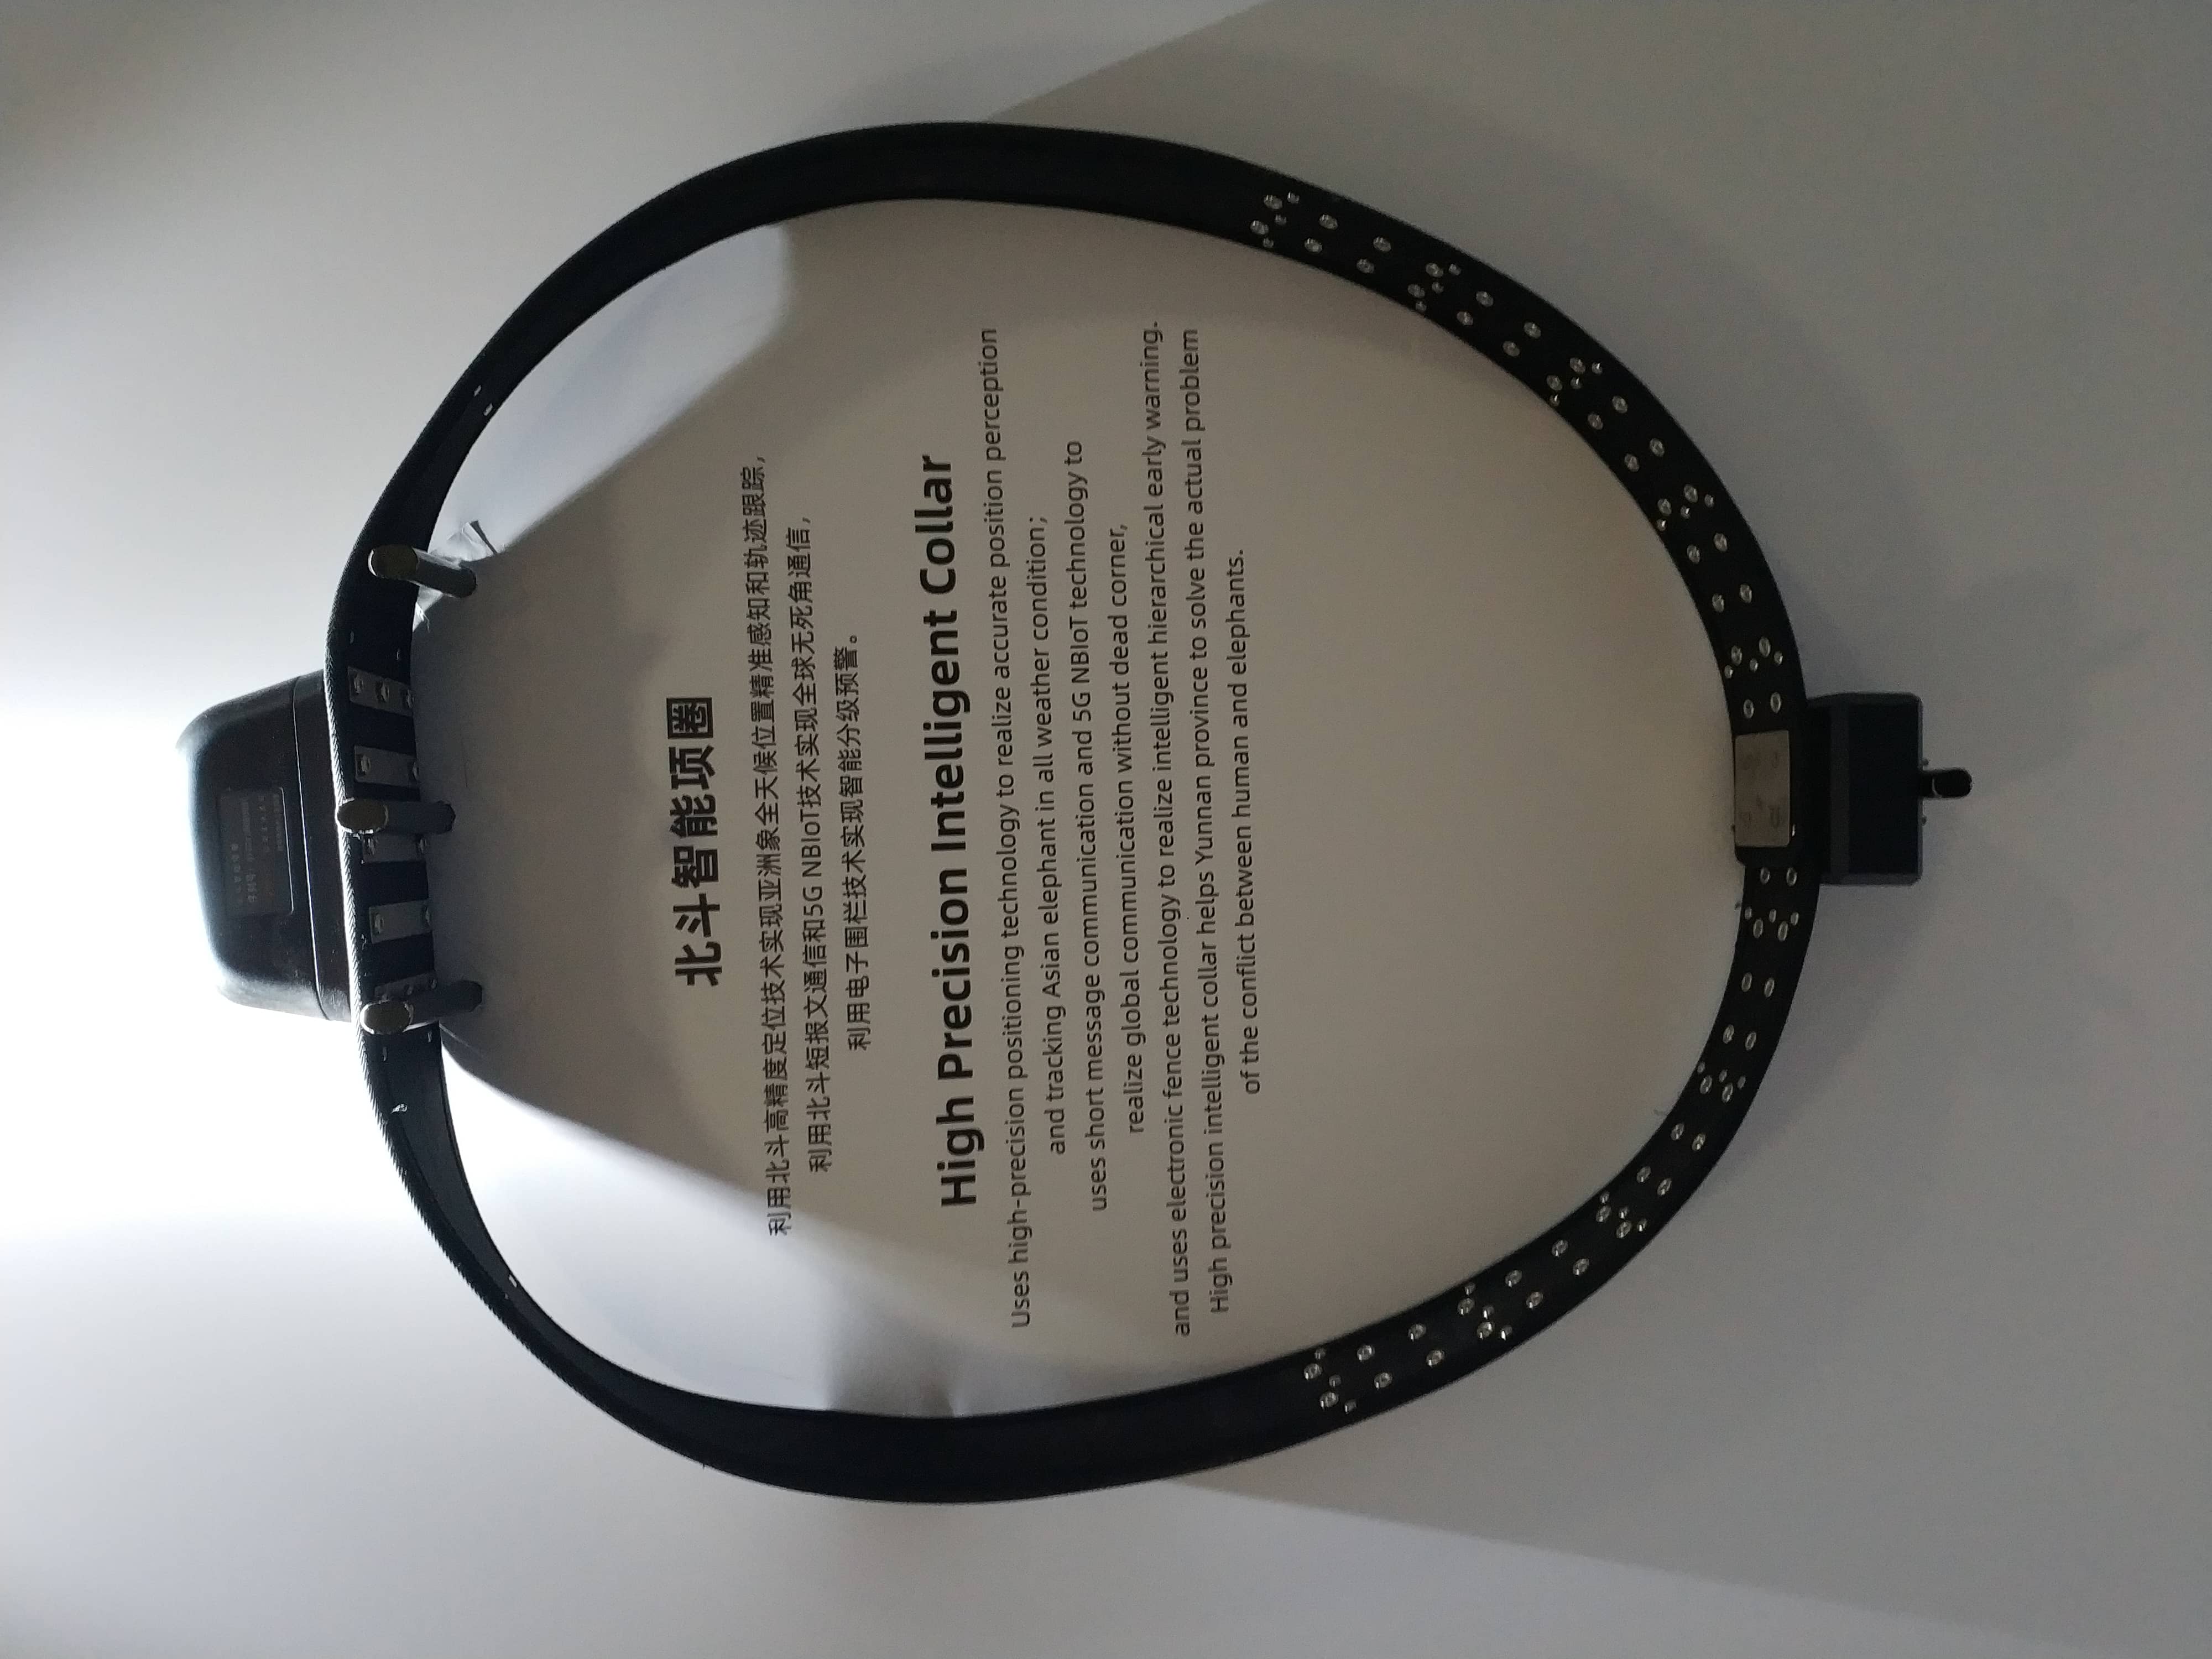 序列号:
北斗智能项圈
利用北斗高精度定位技术实现亚洲象全天候位置精准感知和轨迹跟踪，
利用北斗短报文通信和5G NBIoT技术实现全球无死角通信，
利用电子围栏技术实现智能分级预警。
High Precision Intelligent Collar
Uses high-precision positioning technology to realize accurate position perception
and tracking Asian elephant in all weather condition；
uses short message communication and 5G NBIoT technology to
realize global communication without dead corner,
and uses electronic fence technology to realize intelligent hierarchical early warning.
High precision intelligent collar helps Yunnan province to solve the actual problem
of the conflict between human and elephants.